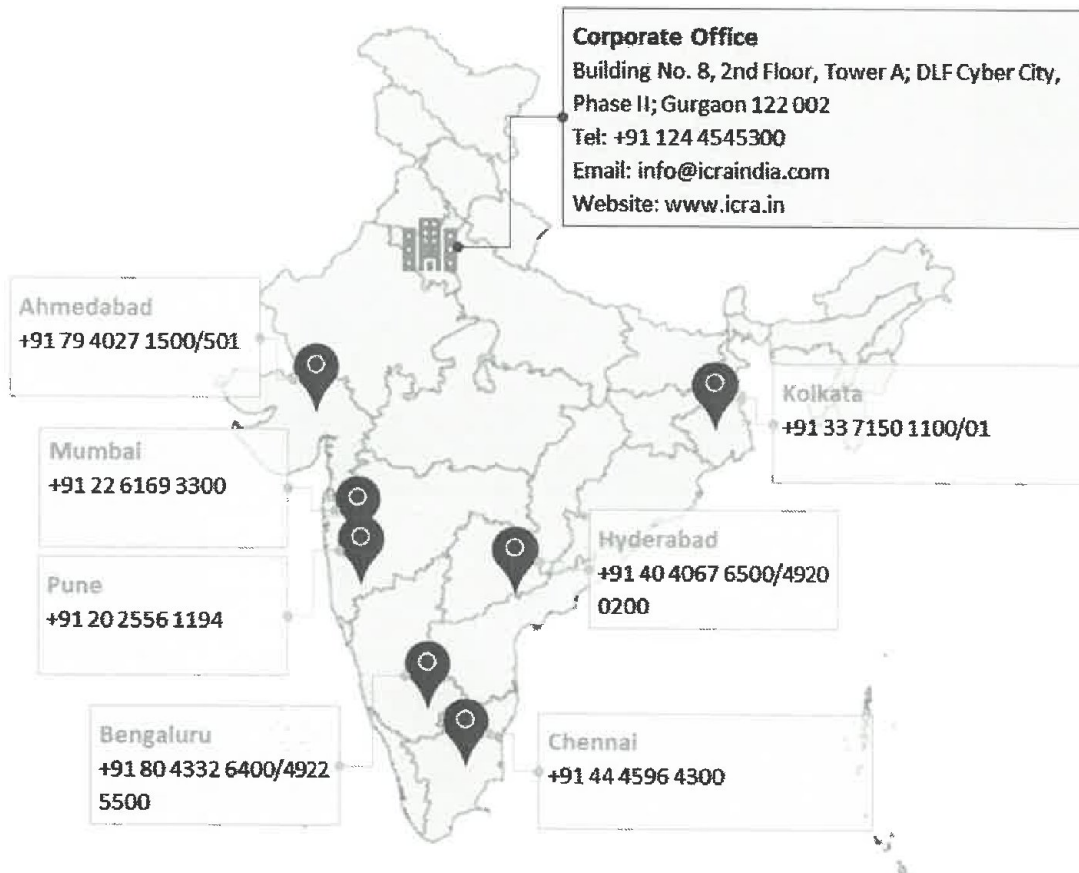 Corporate Office
Building No. 8, 2nd Floor, Tower A; DLF Cyber City,
Phase II; Gurgaon 122 002
Tel: +91 124 4545300
Email: info@icraindia.com
Website: www.icra.in
Ahmedabad
+91 79 4027 1500/501
Kolkata
+91 33 7150 1100/01
Mumbai
+91 22 6169 3300
Hyderabad
+91 40 4067 6500/4920
0200
Pune
+91 20 2556 1194
Bengaluru
+91 80 4332 6400/4922
5500
Chennai
+91 44 4596 4300